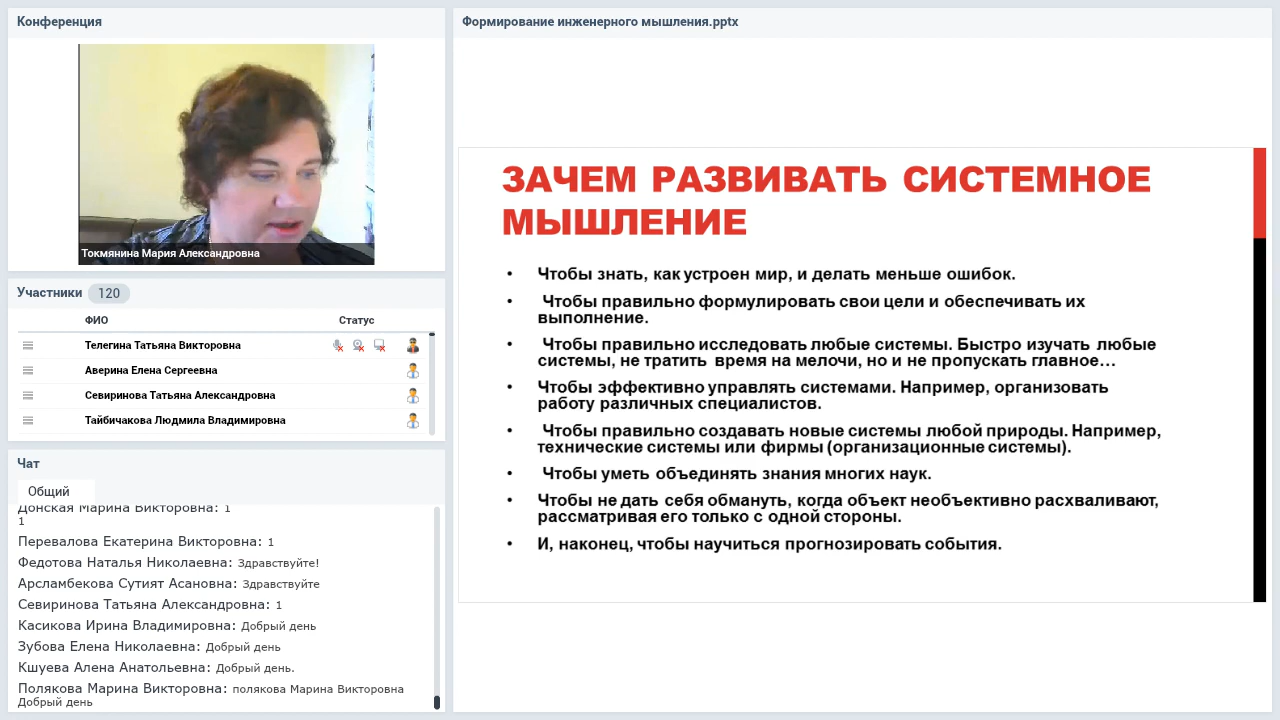 Конференция
Токмянина Мария Александровна
Участники 120
ФИО Статус
Телегина Татьяна Викторовна
Аверина Елена Сергеевна
Севиринова Татьяна Александровна
Тайбичакова Людмила Владимировна
Чат
Общий
Донская Марина Викторовна: 1
1
Перевалова Екатерина Викторовна: 1
Федотова Наталья Николаевна: Здравствуйте!
Арсламбекова Сутият Асановна: Здравствуйте
Севиринова Татьяна Александровна: 1
Касикова Ирина Владимировна: Добрый день
Зубова Елена Николаевна: Добрый день
Кшуева Алена Анатольевна: Добрый день.
Полякова Марина Викторовна: полякова Марина Викторовна
Добрый день
Формирование инженерного мышления.pptx
ЗАЧЕМ РАЗВИВАТЬ СИСТЕМНОЕ
МЫШЛЕНИЕ
• Чтобы знать, как устроен мир, и делать меньше ошибок.
• Чтобы правильно формулировать свои цели и обеспечивать их
выполнение.
• Чтобы правильно исследовать любые системы. Быстро изучать любые
системы, не тратить время на мелочи, но и не пропускать главное…
• Чтобы эффективно управлять системами. Например, организовать
работу различных специалистов.
• Чтобы правильно создавать новые системы любой природы. Например,
технические системы или фирмы (организационные системы).
• Чтобы уметь объединять знания многих наук.
• Чтобы не дать себя обмануть, когда объект необъективно расхваливают,
рассматривая его только с одной стороны.
• И, наконец, чтобы научиться прогнозировать события.